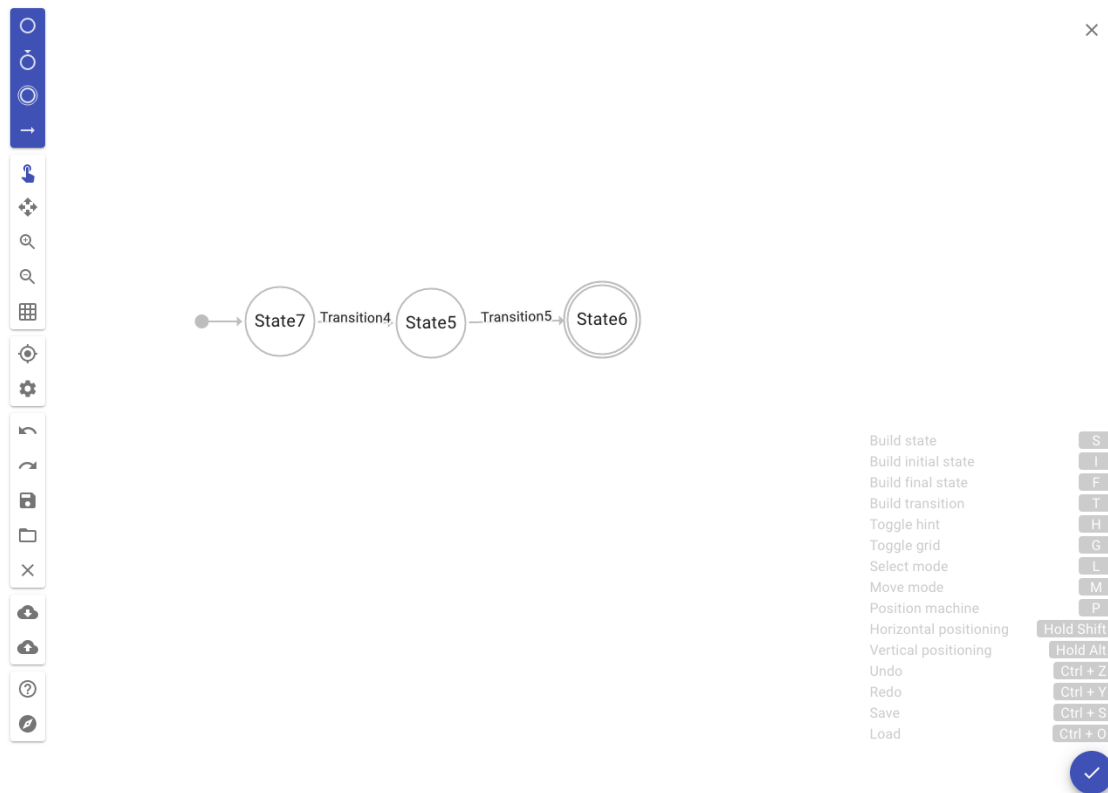 State7
Transition4
State5
Transition5
State6
Build state S
Build initial state I
Build final state F
Build transition T
Toggle hint H
Toggle grid G
Select mode L
Move mode M
Position machine P
Horizontal positioning Hold Shift
Vertical positioning Hold Alt
Undo Ctrl + Z
Redo Ctrl + Y
Save Ctrl + S
Load Ctrl + O